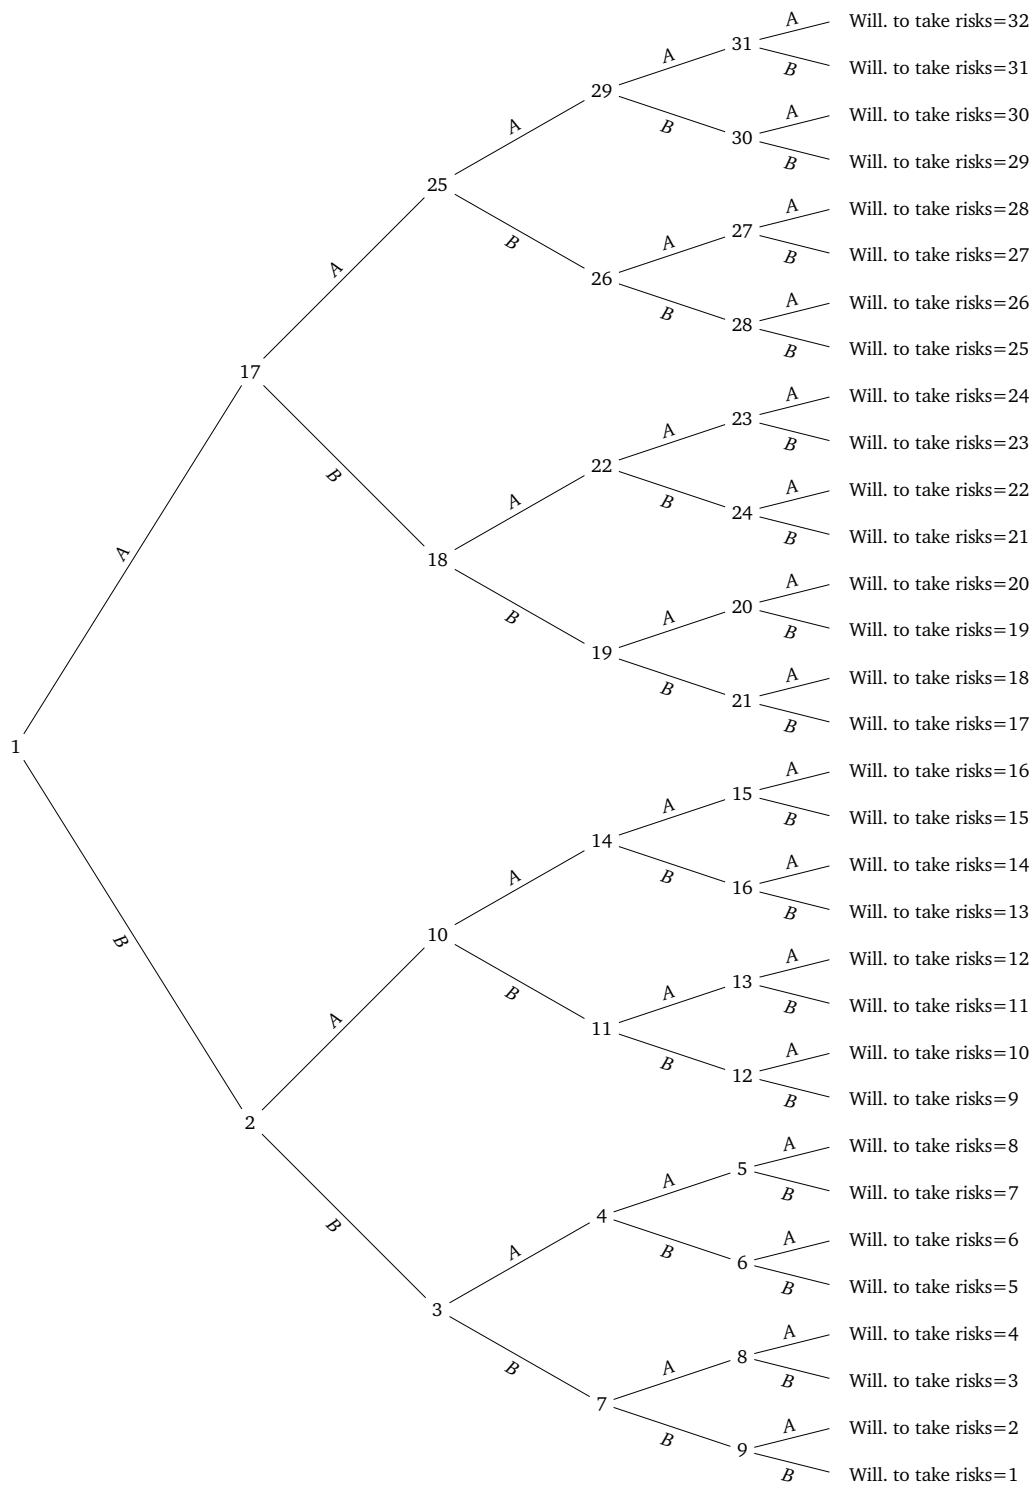 A Will. to take risks=32
31
A B Will. to take risks=31
29
B A Will. to take risks=30
30
A B Will. to take risks=29
25
A Will. to take risks=28
27
B A B Will. to take risks=27
26
A B A Will. to take risks=26
28
B Will. to take risks=25
17
A Will. to take risks=24
23
A B Will. to take risks=23
22
B A B A Will. to take risks=22
24
B Will. to take risks=21
A 18
A Will. to take risks=20
20
B A B Will. to take risks=19
19
B A Will. to take risks=18
21
B Will. to take risks=17
1
A Will. to take risks=16
15
A B Will. to take risks=15
14
A B A Will. to take risks=14
16
B Will. to take risks=13
B 10
A Will. to take risks=12
13
B A B Will. to take risks=11
11
A B A Will. to take risks=10
12
B Will. to take risks=9
2
A Will. to take risks=8
5
A B Will. to take risks=7
4
B A B A Will. to take risks=6
6
B Will. to take risks=5
3
A Will. to take risks=4
8
B A B Will. to take risks=3
7
B A Will. to take risks=2
9
B Will. to take risks=1